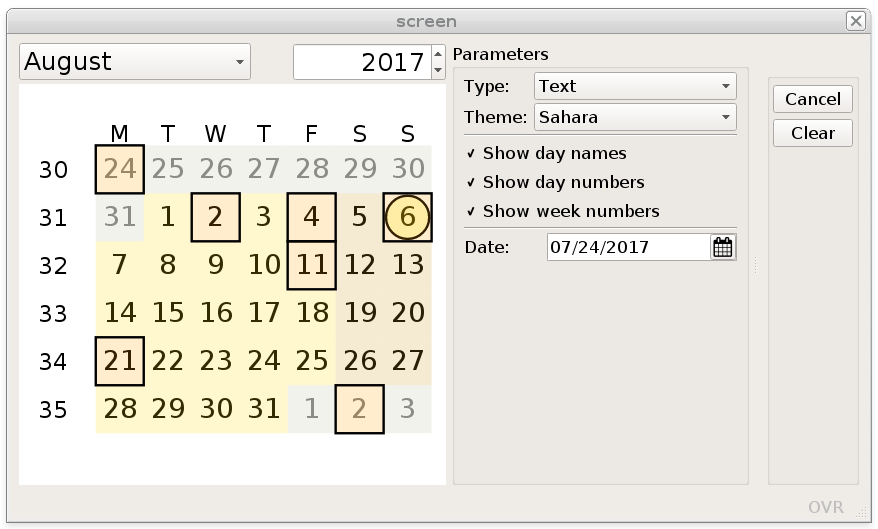 screen
August 2017
M T W T F S S
30 24 25 26 27 28 29 30
31 31 1 2 3 4 5 6
32 7 8 9 10 11 12 13
33 14 15 16 17 18 19 20
34 21 22 23 24 25 26 27
35 28 29 30 31 1 2 3
Parameters
Type: Text
Theme: Sahara
Show day names
Show day numbers
Show week numbers
Date: 07/24/2017
Cancel
Clear
OVR